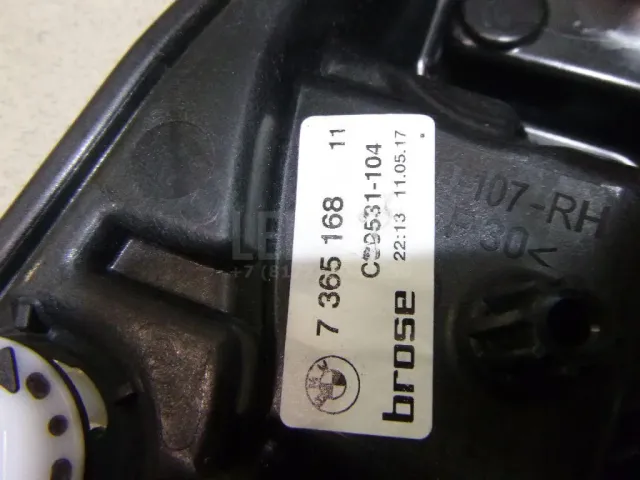 7 365 168 11
C09531-104
22:13 11.05.17
brose
107-RH
30<